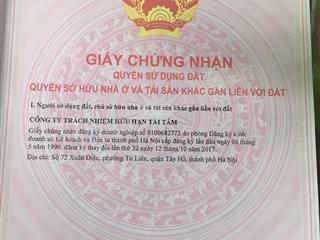 GIẤY CHỨNG NHẬN
QUYỀN SỬ DỤNG ĐẤT
QUYỀN SỞ HỮU NHÀ Ở VÀ TÀI SẢN KHÁC GẮN LIỀN VỚI ĐẤT
I. Người sử dụng đất, chủ sở hữu nhà ở và tài sản khác gắn liền với đất
CÔNG TY TRÁCH NHIỆM HỮU HẠN TÀI TÂM
Giấy chứng nhận đăng ký doanh nghiệp số 0100682772 do phòng Đăng ký kinh
doanh sở Kế hoạch và Đầu tư thành phố Hà Nội cấp đăng ký lần đầu ngày 06 tháng
5 năm 1996, đăng ký thay đổi lần thứ 32 ngày 12 tháng 10 năm 2017.
Địa chỉ: Số 72 Xuân Diệu, phường Tứ Liên, quận Tây Hồ, thành phố Hà Nội